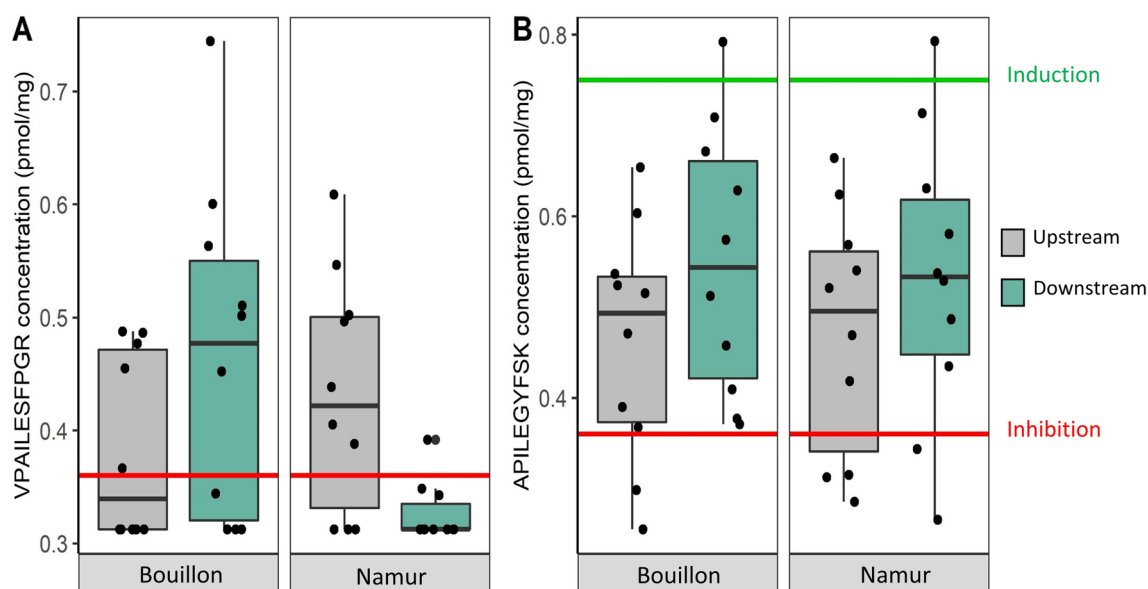 A
VPAILESFPGR concentration (pmol/mg)
0.7
0.6
0.5
0.4
0.3
Bouillon
Namur
B
APILEGYFSK concentration (pmol/mg)
0.8
0.6
0.4
Bouillon
Namur
Induction
Upstream
Downstream
Inhibition